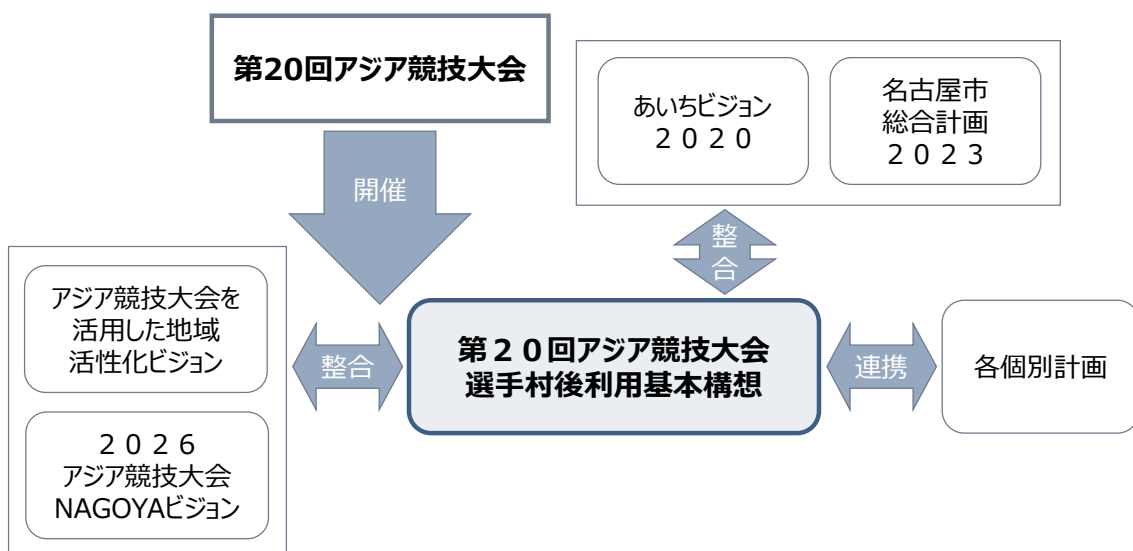 第20回アジア競技大会
あいちビジョン
２０２０
名古屋市
総合計画
２０２３
開催
整
合
アジア競技大会を
活用した地域
活性化ビジョン
整合
第２０回アジア競技大会
選手村後利用基本構想
連携
各個別計画
２０２６
アジア競技大会
NAGOYAビジョン